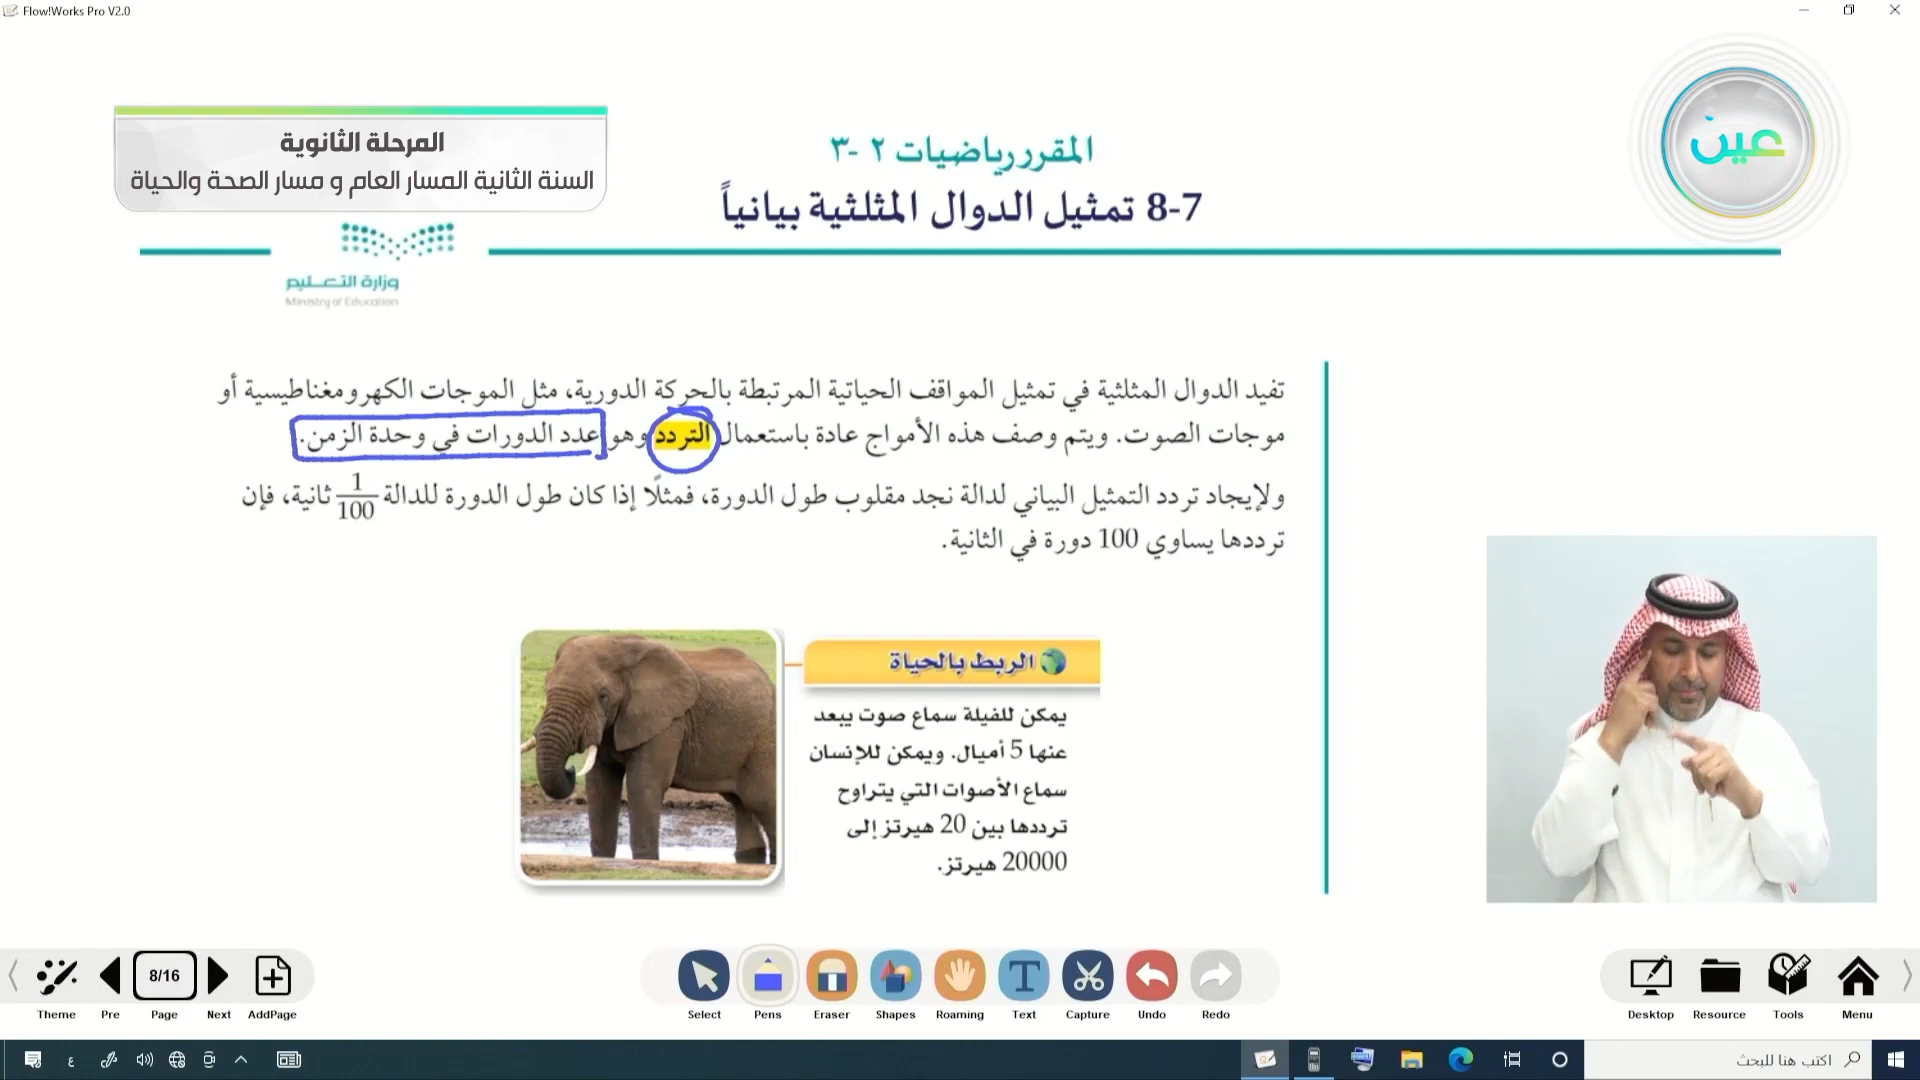 Flow!Works Pro V2.0
عين
المقرر رياضيات ٢ -٣
8-7 تمثيل الدوال المثلثية بيانياً
المرحلة الثانوية
السنة الثانية المسار العام و مسار الصحة والحياة
وزارة التعليم
Ministry of Education
تفيد الدوال المثلثية في تمثيل المواقف الحياتية المرتبطة بالحركة الدورية، مثل الموجات الكهرومغناطيسية أو
موجات الصوت. ويتم وصف هذه الأمواج عادة باستعمال التردد وهو عدد الدورات في وحدة الزمن.
ولإيجاد تردد التمثيل البياني لدالة نجد مقلوب طول الدورة، فمثلًا إذا كان طول الدورة للدالة 1/100 ثانية، فإن
ترددها يساوي 100 دورة في الثانية.
الربط بالحياة
يمكن للفيلة سماع صوت يبعد
عنها 5 أميال. ويمكن للإنسان
سماع الأصوات التي يتراوح
ترددها بين 20 هيرتز إلى
20000 هيرتز.
8/16
Theme Pre Page Next AddPage
Select Pens Eraser Shapes Roaming Text Capture Undo Redo
Desktop Resource Tools Menu
ع
اكتب هنا للبحث